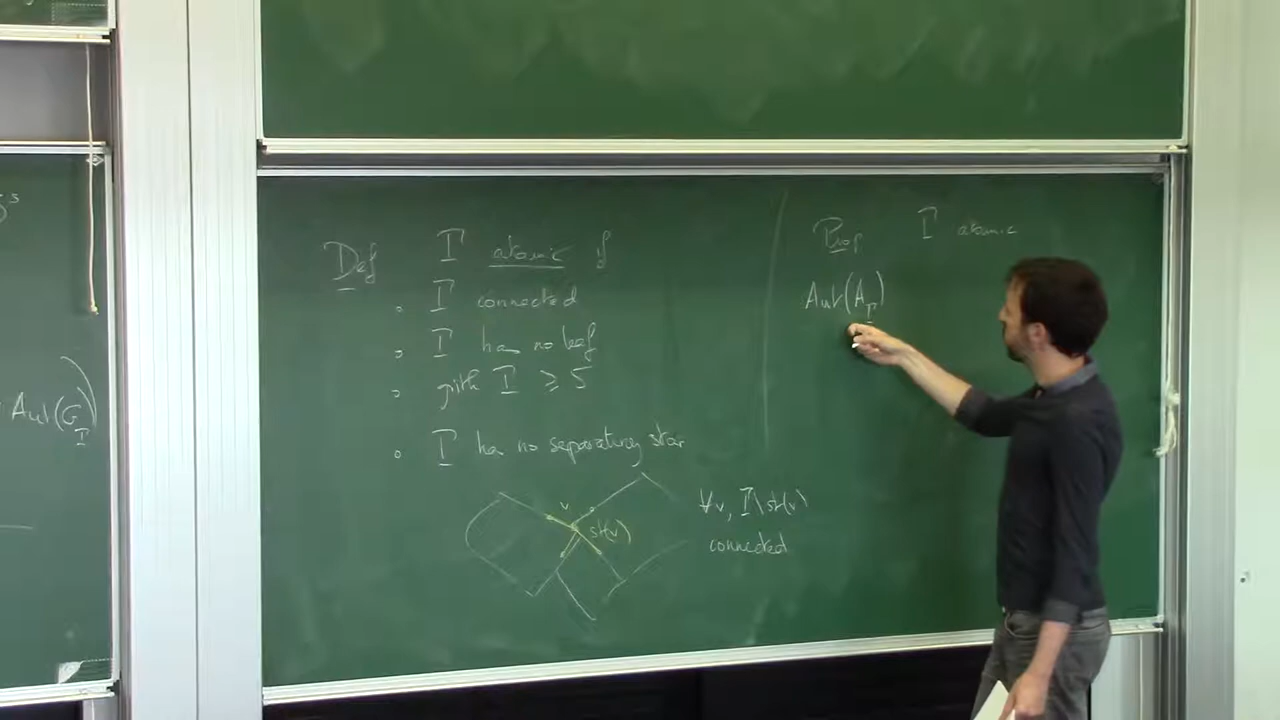 5³
Aut(G_Γ)
Def Γ atomic if
• Γ connected
• Γ has no leaf
• girth Γ ≥ 5
• Γ has no separating star
v
st(v)
∀v, Γ\st(v)
connected
Prop Γ atomic
Aut(A_Γ)